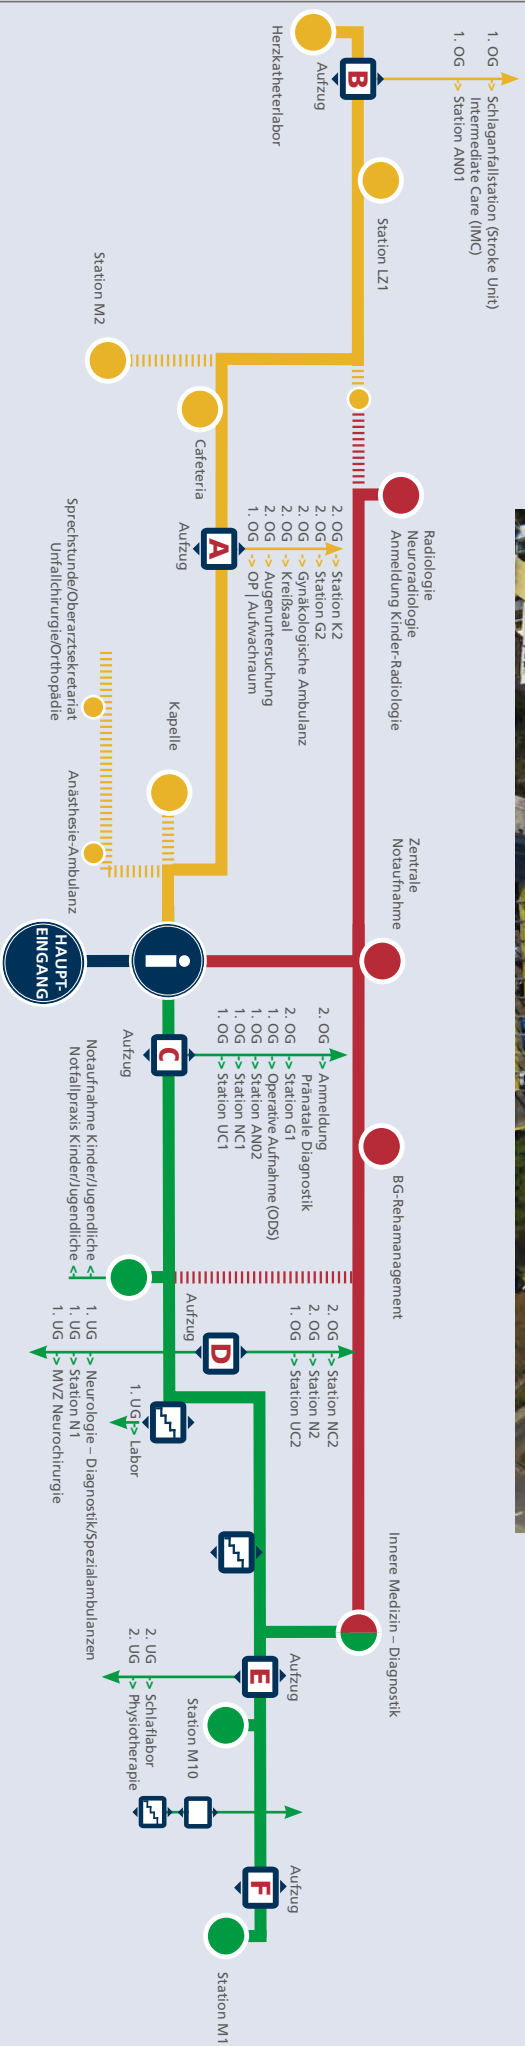 1. OG -> Schlaganfallstation (Stroke Unit)
Intermediate Care (IMC)
1. OG -> Station AN01
B
Aufzug
Herzkatheterlabor
Station LZ1
Station M2
Cafeteria
2. OG -> Station K2
2. OG -> Station G2
2. OG -> Gynäkologische Ambulanz
2. OG -> Kreißsaal
2. OG -> Augenuntersuchung
1. OG -> OP | Aufwachraum
A
Aufzug
Radiologie
Neuroradiologie
Anmeldung Kinder-Radiologie
Sprechstunde/Oberarztsekretariat
Unfallchirurgie/Orthopädie
Kapelle
Anästhesie-Ambulanz
Zentrale
Notaufnahme
i
HAUPT-
EINGANG
2. OG -> Anmeldung
Pränatale Diagnostik
2. OG -> Station G1
1. OG -> Operative Aufnahme (ODS)
1. OG -> Station AN02
1. OG -> Station NC1
1. OG -> Station UC1
C
Aufzug
BG-Rehamanagement
Notaufnahme Kinder/Jugendliche <-
Notfallpraxis Kinder/Jugendliche <-
2. OG -> Station NC2
2. OG -> Station N2
1. OG -> Station UC2
Aufzug
D
1. UG -> Neurologie – Diagnostik/Spezialambulanzen
1. UG -> Station N1
1. UG -> MVZ Neurochirurgie
1. UG -> Labor
Innere Medizin – Diagnostik
Aufzug
E
2. UG -> Schlaflabor
2. UG -> Physiotherapie
Station M10
Aufzug
F
Station M1